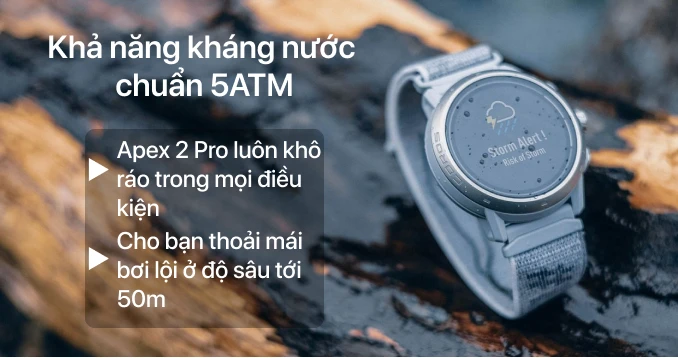 Khả năng kháng nước
chuẩn 5ATM
Apex 2 Pro luôn khô
ráo trong mọi điều
kiện
Cho bạn thoải mái
bơi lội ở độ sâu tới
50m
Storm Alert !
Risk of Storm
COROS